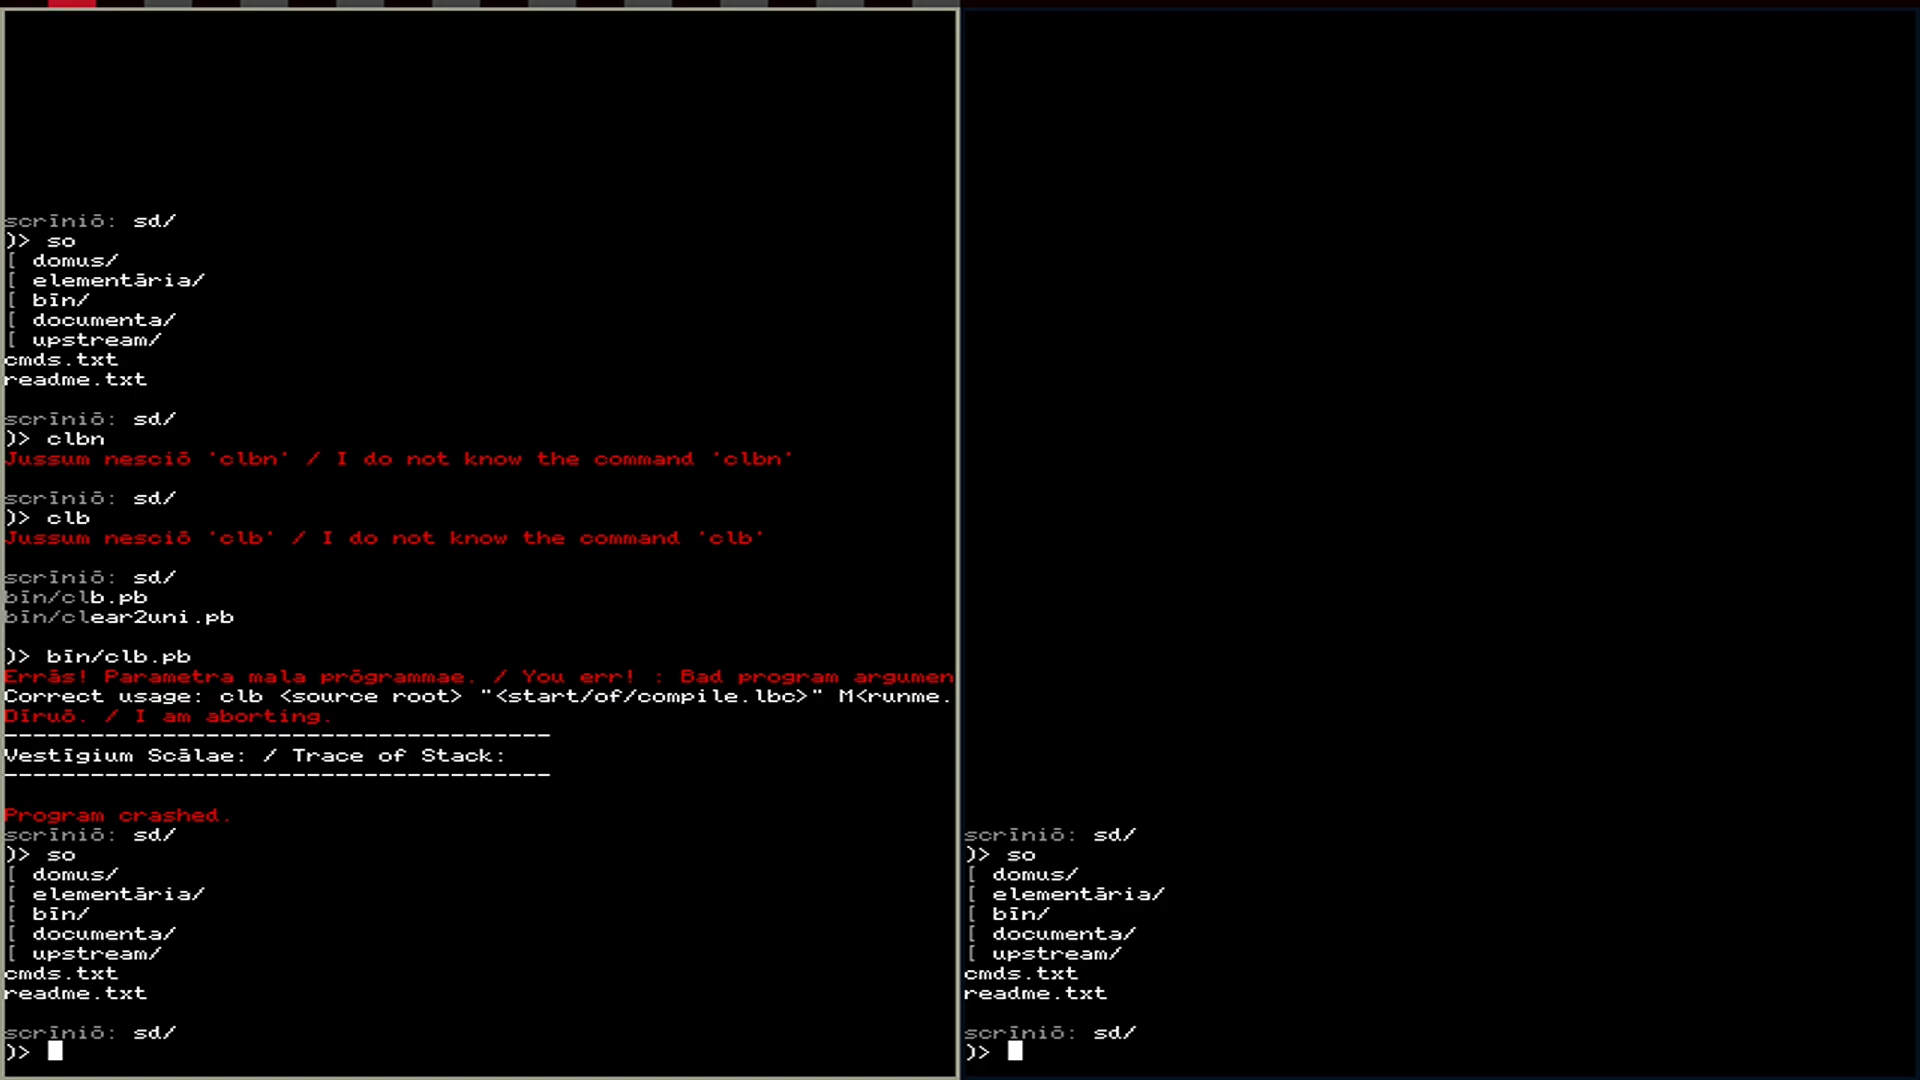 scrīniō: sd/
)> so
[ domus/
[ elementāria/
[ bīn/
[ documenta/
[ upstream/
cmds.txt
readme.txt
scrīniō: sd/
)> clbn
Jussum nesciō 'clbn' / I do not know the command 'clbn'
scrīniō: sd/
)> clb
Jussum nesciō 'clb' / I do not know the command 'clb'
scrīniō: sd/
bīn/clb.pb
bīn/clear2uni.pb
)> bīn/clb.pb
Errās! Parametra mala prōgrammae. / You err! : Bad program argumen
Correct usage: clb <source root> "<start/of/compile.lbc>" M<runme.
Dīruō. / I am aborting.
--------------------------------------
Vestīgium Scālae: / Trace of Stack:
--------------------------------------
Program crashed.
scrīniō: sd/
)> so
[ domus/
[ elementāria/
[ bīn/
[ documenta/
[ upstream/
cmds.txt
readme.txt
scrīniō: sd/
)>
scrīniō: sd/
)> so
[ domus/
[ elementāria/
[ bīn/
[ documenta/
[ upstream/
cmds.txt
readme.txt
scrīniō: sd/
)>